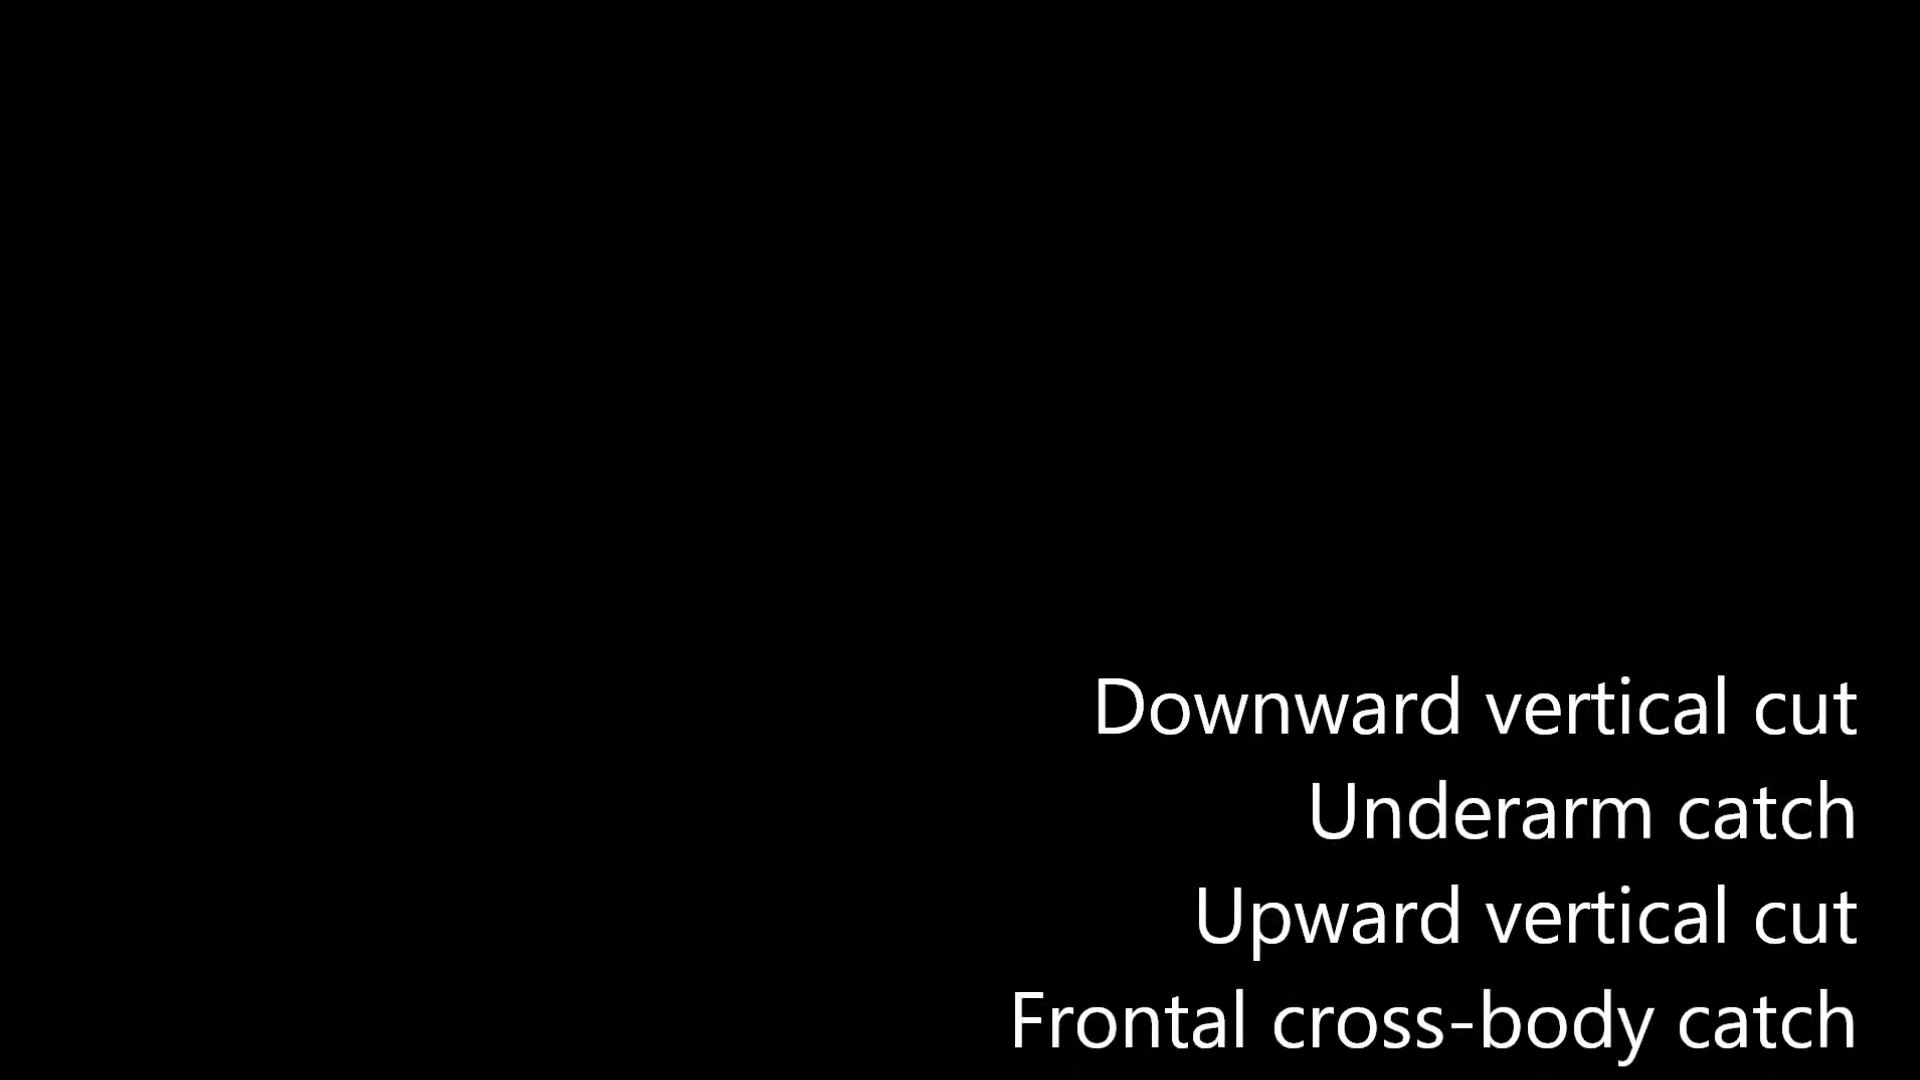 Downward vertical cut
Underarm catch
Upward vertical cut
Frontal cross-body catch